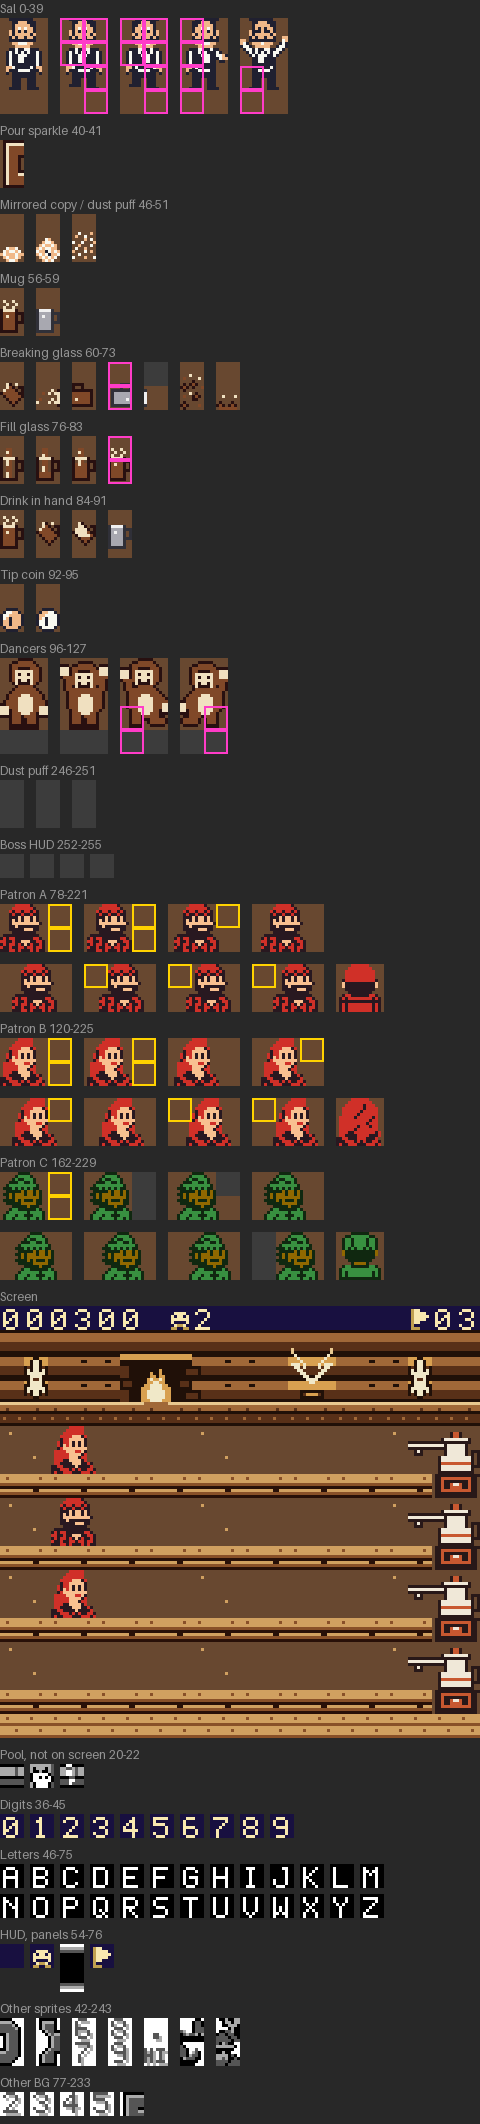 Sal 0-39
Pour sparkle 40-41
Mirrored copy / dust puff 46-51
Mug 56-59
Breaking glass 60-73
Fill glass 76-83
Drink in hand 84-91
Tip coin 92-95
Dancers 96-127
Dust puff 246-251
Boss HUD 252-255
Patron A 78-221
Patron B 120-225
Patron C 162-229
Screen
000300 2 03
Pool, not on screen 20-22
Digits 36-45
0 1 2 3 4 5 6 7 8 9
Letters 46-75
A B C D E F G H I J K L M
N O P Q R S T U V W X Y Z
HUD, panels 54-76
Other sprites 42-243
HI
Other BG 77-233
2 3 4 5